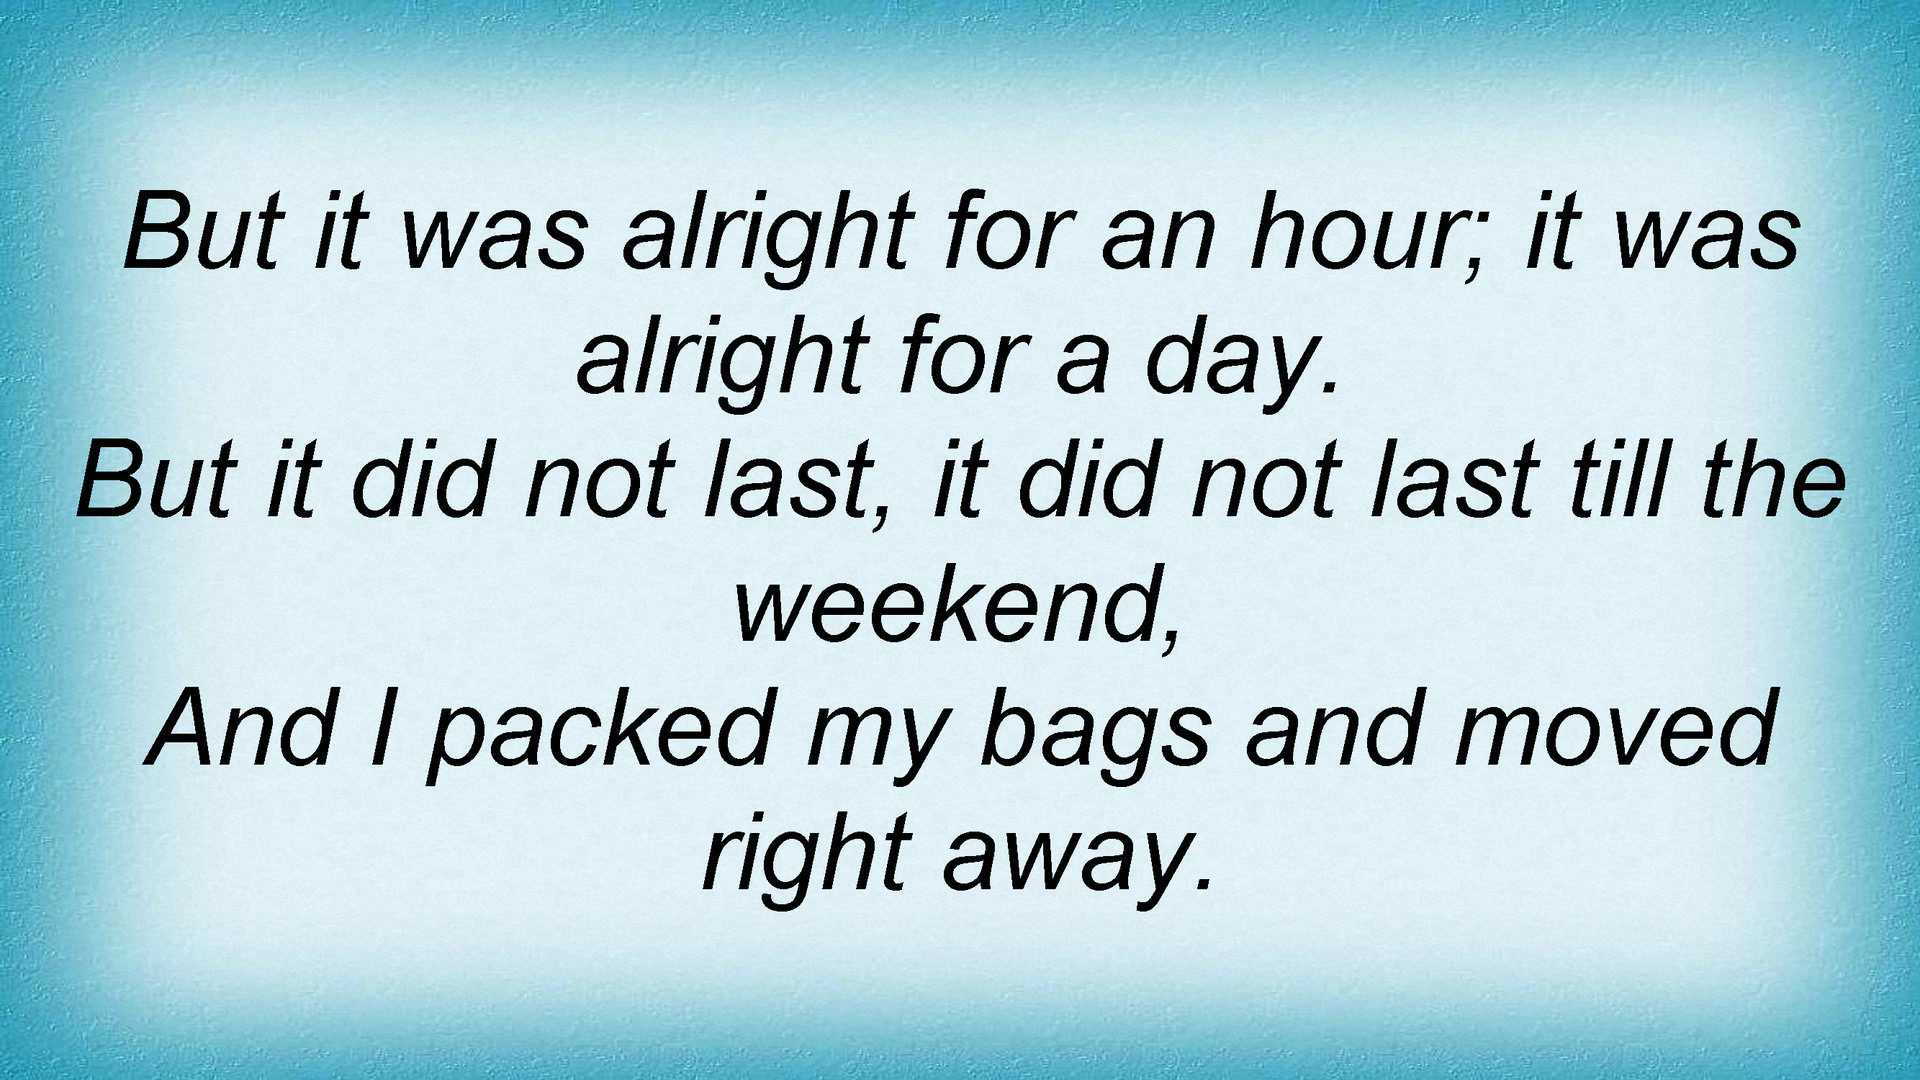 But it was alright for an hour; it was
alright for a day.
But it did not last, it did not last till the
weekend,
And I packed my bags and moved
right away.